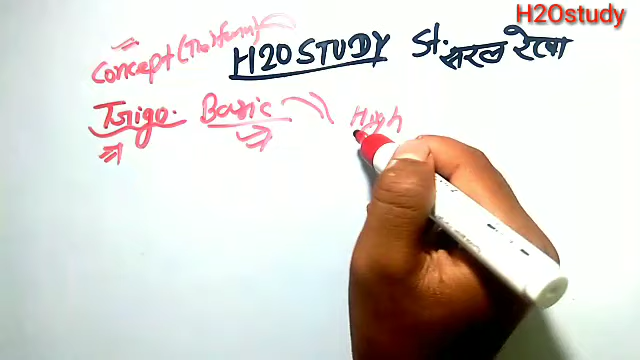 H2Ostudy
H2O STUDY St. सरल रेखा
Concept
Trigo. Basic High